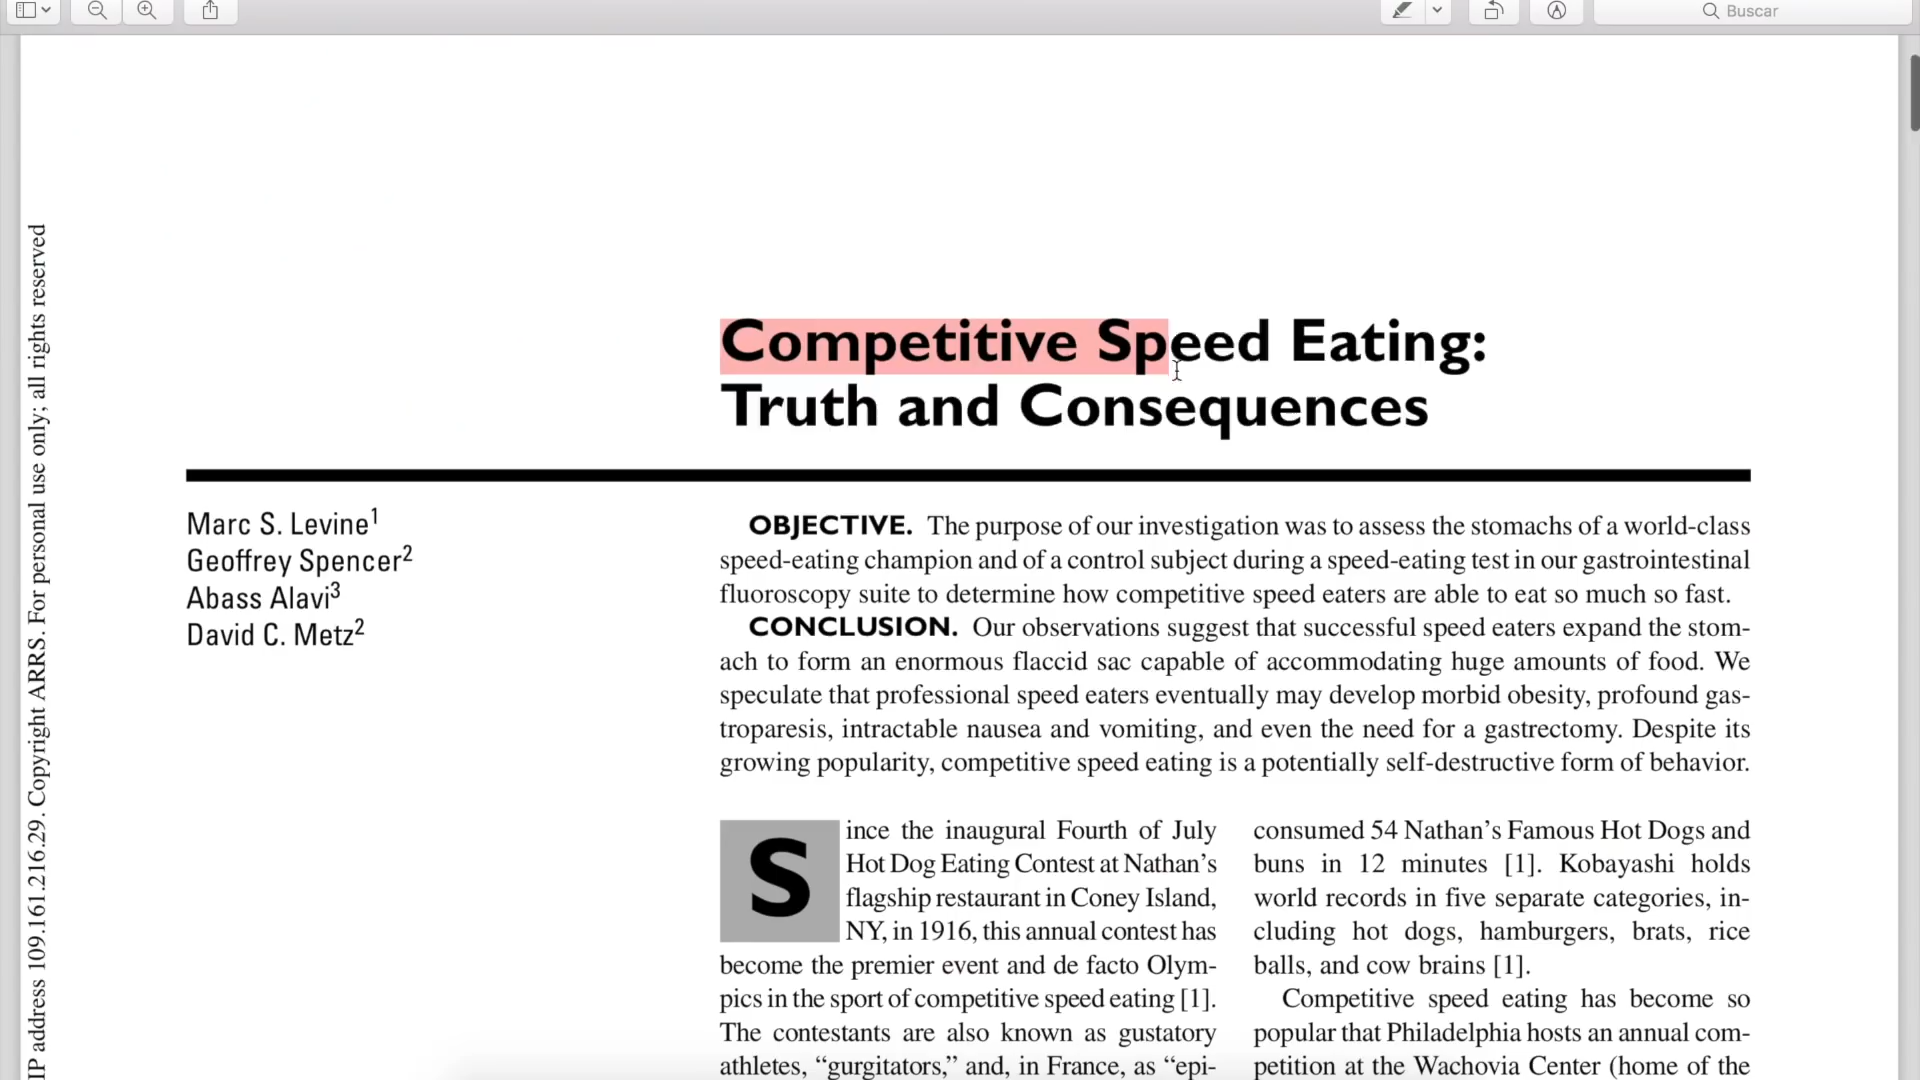 Buscar
IP address 109.161.216.29. Copyright ARRS. For personal use only; all rights reserved
Competitive Speed Eating:
Truth and Consequences
Marc S. Levine1
Geoffrey Spencer2
Abass Alavi3
David C. Metz2
OBJECTIVE. The purpose of our investigation was to assess the stomachs of a world-class
speed-eating champion and of a control subject during a speed-eating test in our gastrointestinal
fluoroscopy suite to determine how competitive speed eaters are able to eat so much so fast.
CONCLUSION. Our observations suggest that successful speed eaters expand the stom-
ach to form an enormous flaccid sac capable of accommodating huge amounts of food. We
speculate that professional speed eaters eventually may develop morbid obesity, profound gas-
troparesis, intractable nausea and vomiting, and even the need for a gastrectomy. Despite its
growing popularity, competitive speed eating is a potentially self-destructive form of behavior.
Since the inaugural Fourth of July
Hot Dog Eating Contest at Nathan's
flagship restaurant in Coney Island,
NY, in 1916, this annual contest has
become the premier event and de facto Olym-
pics in the sport of competitive speed eating [1].
The contestants are also known as gustatory
athletes, “gurgitators,” and, in France, as “epi-
consumed 54 Nathan's Famous Hot Dogs and
buns in 12 minutes [1]. Kobayashi holds
world records in five separate categories, in-
cluding hot dogs, hamburgers, brats, rice
balls, and cow brains [1].
Competitive speed eating has become so
popular that Philadelphia hosts an annual com-
petition at the Wachovia Center (home of the